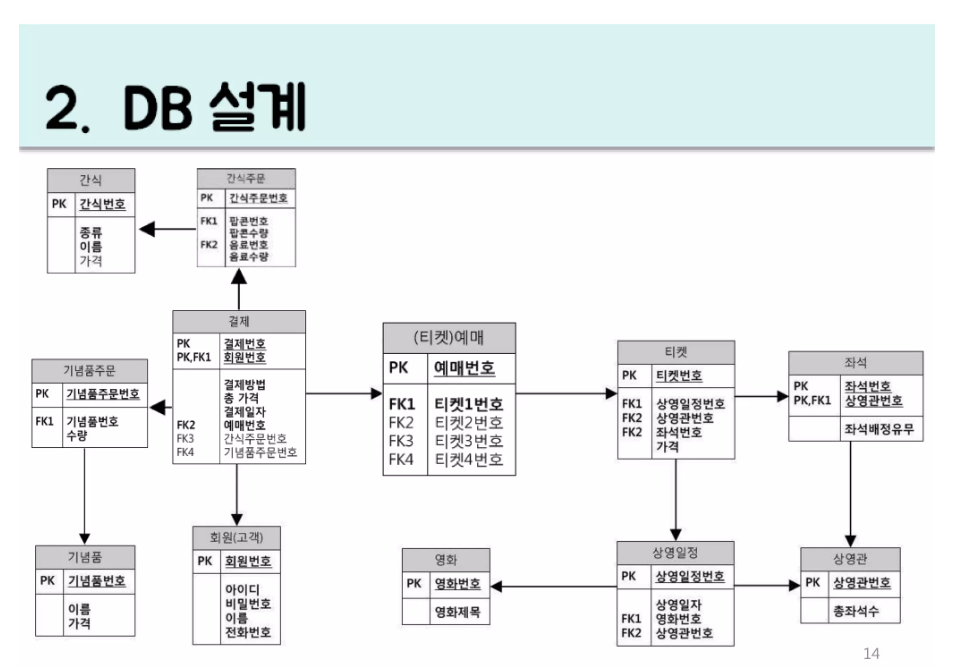 2. DB 설계
간식
PK 간식번호
종류
이름
가격
간식주문
PK 간식주문번호
FK1 팝콘번호
팝콘수량
FK2 음료번호
음료수량
결제
PK 결제번호
PK,FK1 회원번호
결제방법
총 가격
결제일자
FK2 예매번호
FK3 간식주문번호
FK4 기념품주문번호
(티켓)예매
PK 예매번호
FK1 티켓1번호
FK2 티켓2번호
FK3 티켓3번호
FK4 티켓4번호
티켓
PK 티켓번호
FK1 상영일정번호
FK2 상영관번호
FK2 좌석번호
가격
좌석
PK 좌석번호
PK,FK1 상영관번호
좌석배정유무
기념품주문
PK 기념품주문번호
FK1 기념품번호
수량
기념품
PK 기념품번호
이름
가격
회원(고객)
PK 회원번호
아이디
비밀번호
이름
전화번호
영화
PK 영화번호
영화제목
상영일정
PK 상영일정번호
상영일자
FK1 영화번호
FK2 상영관번호
상영관
PK 상영관번호
총좌석수
14